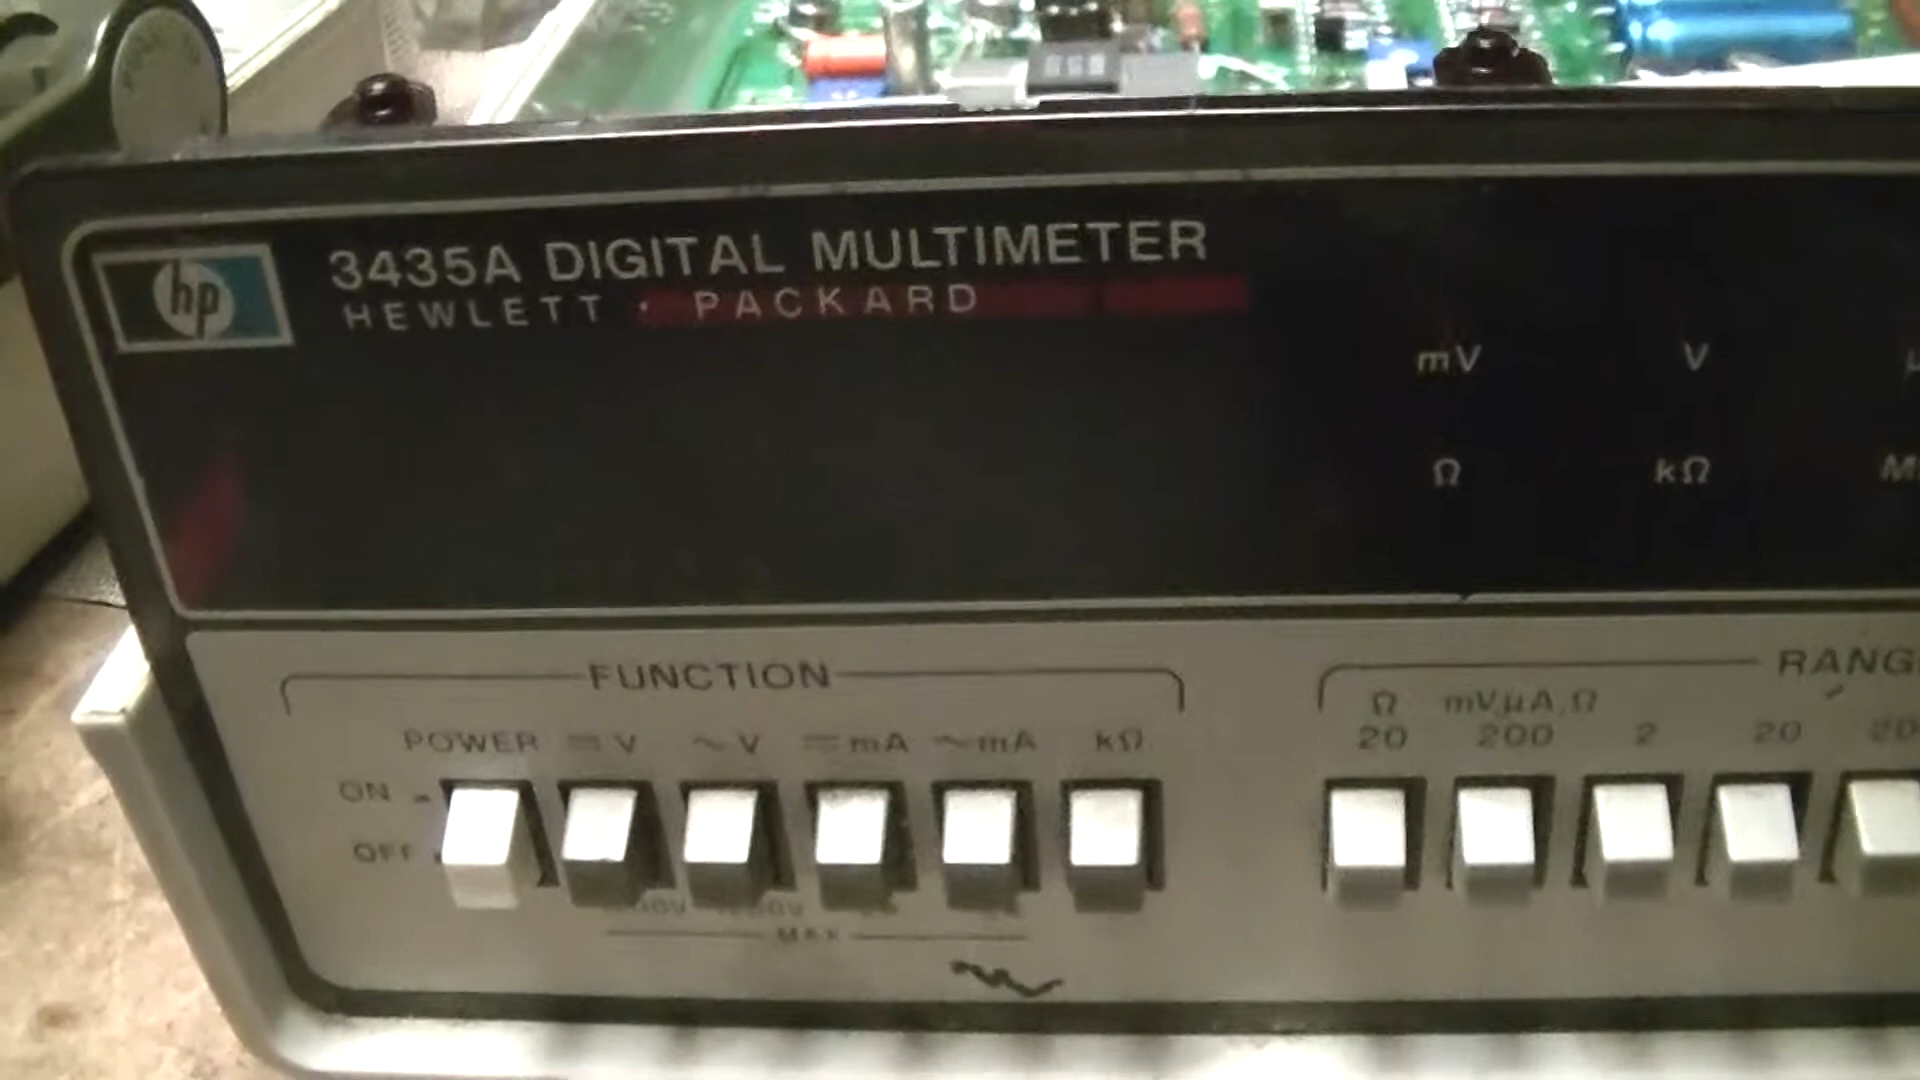 hp
3435A DIGITAL MULTIMETER
HEWLETT · PACKARD
mV V
Ω kΩ
FUNCTION
POWER ⎓V ~V ⎓mA ~mA kΩ
ON
OFF
MAX
RANG
Ω mV,μA,Ω
20 200 2 20 20